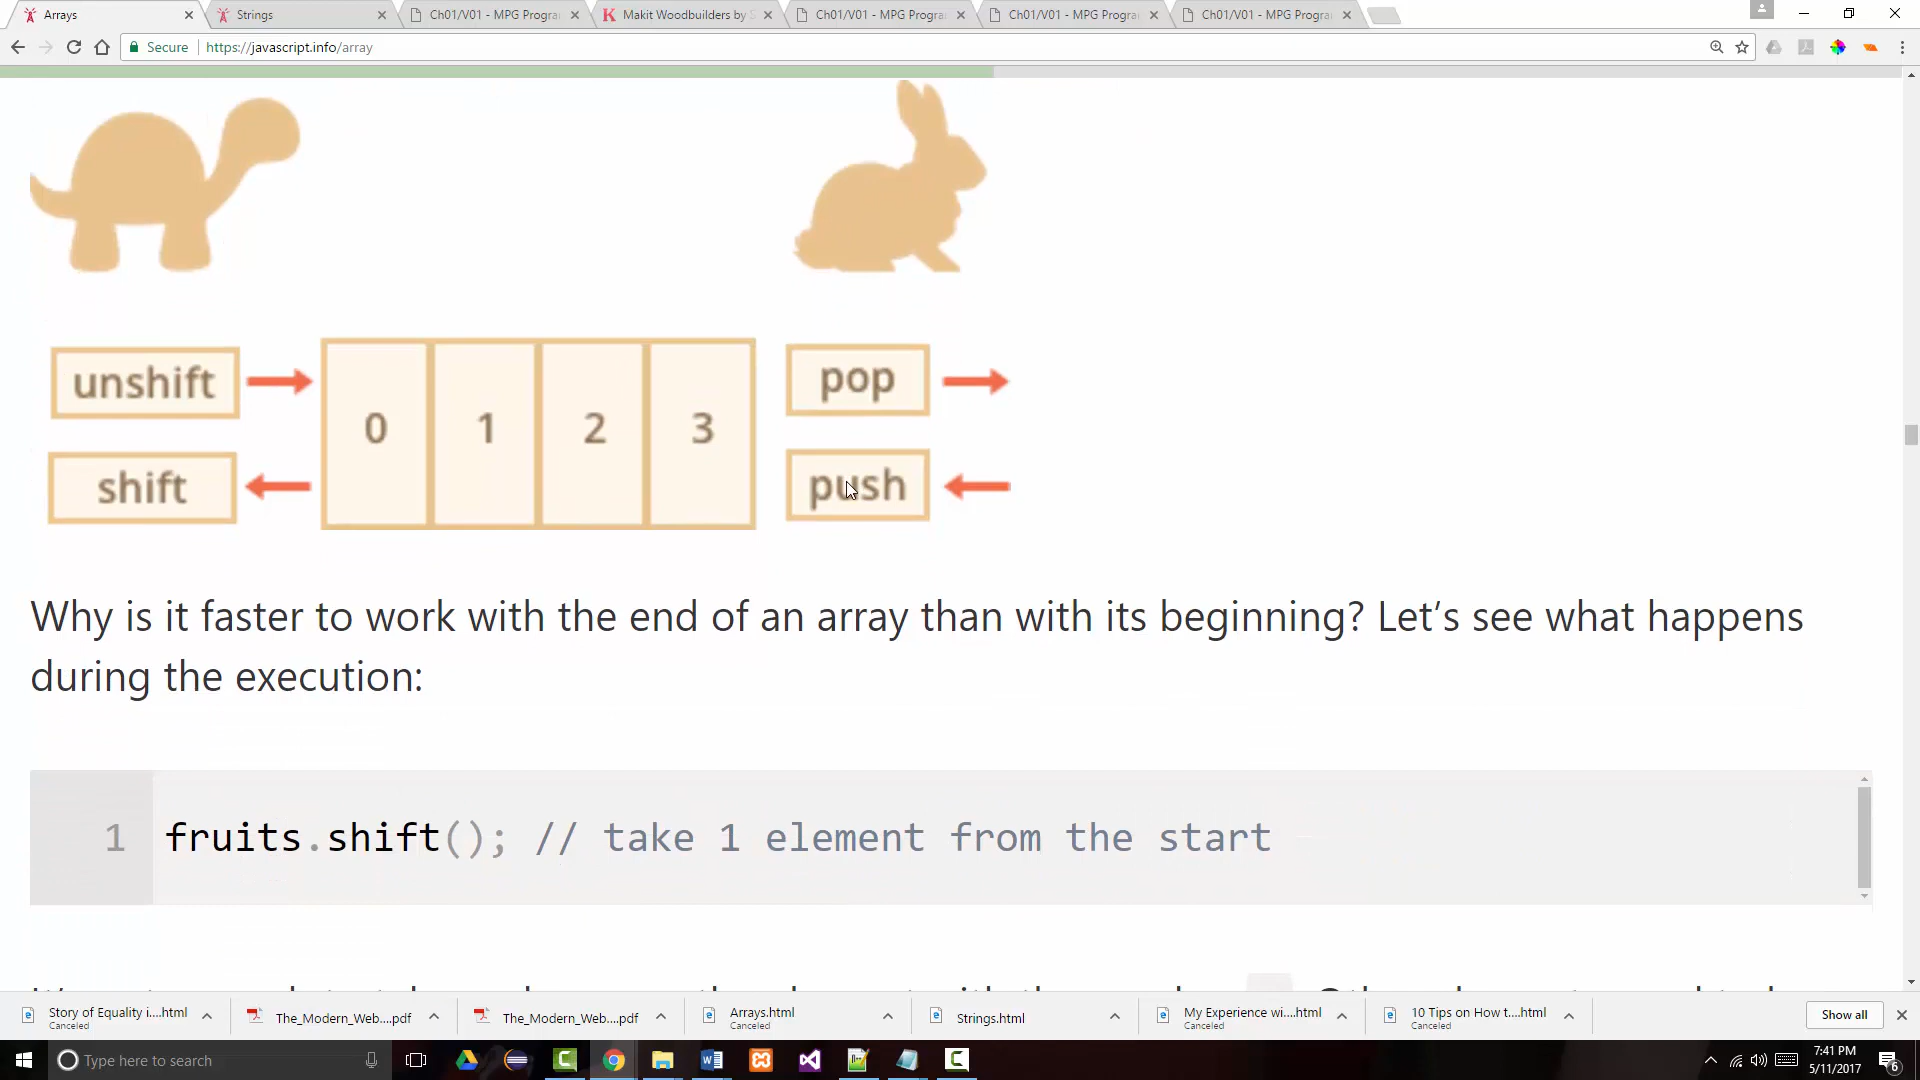 Arrays
Strings
Ch01/V01 - MPG Progra
Makit Woodbuilders by S
Ch01/V01 - MPG Progra
Ch01/V01 - MPG Progra
Ch01/V01 - MPG Progra
Secure
https://javascript.info/array
unshift
pop
0
1
2
3
shift
push
Why is it faster to work with the end of an array than with its beginning? Let’s see what happens
during the execution:
1
fruits.shift(); // take 1 element from the start
Story of Equality i....html
Canceled
The_Modern_Web....pdf
The_Modern_Web....pdf
Arrays.html
Canceled
Strings.html
My Experience wi....html
Canceled
10 Tips on How t....html
Canceled
Show all
Type here to search
7:41 PM
5/11/2017
6